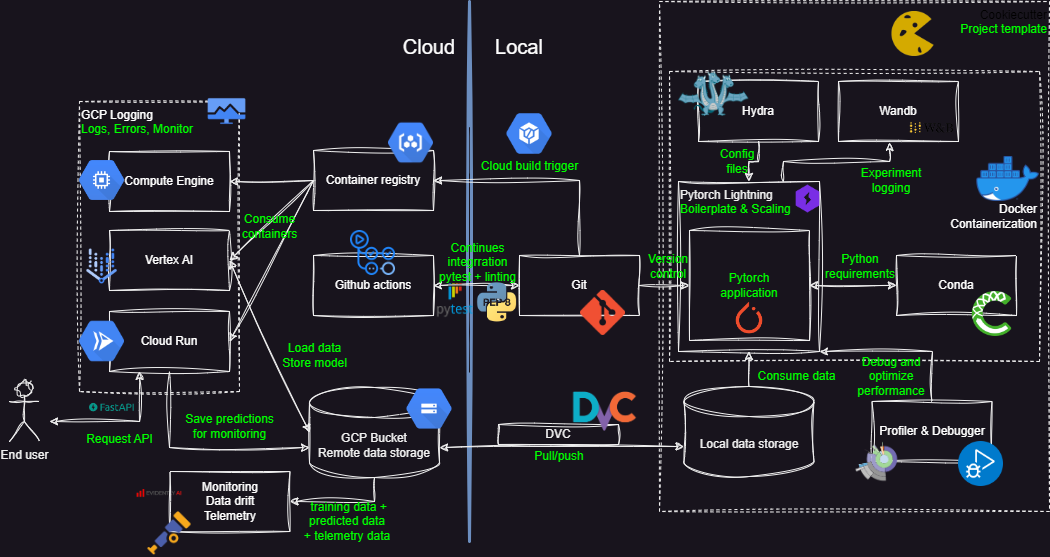 Cookiecutter
Project template
Cloud
Local
GCP Logging
Logs, Errors, Monitor
Compute Engine
Vertex AI
Cloud Run
Container registry
Cloud build trigger
Consume
containers
Github actions
Continues
integrration
pytest + linting
pytest
PEP 8
Git
Version
control
Hydra
Config
files
Wandb
W&B
Experiment
logging
Pytorch Lightning
Boilerplate & Scaling
Pytorch
application
Docker
Containerization
Python
requirements
Conda
Load data
Store model
End user
FastAPI
Request API
Save predictions
for monitoring
GCP Bucket
Remote data storage
DVC
DVC
Pull/push
Consume data
Local data storage
Debug and
optimize
performance
Profiler & Debugger
EVIDENTLY AI
Monitoring
Data drift
Telemetry
training data +
predicted data
+ telemetry data